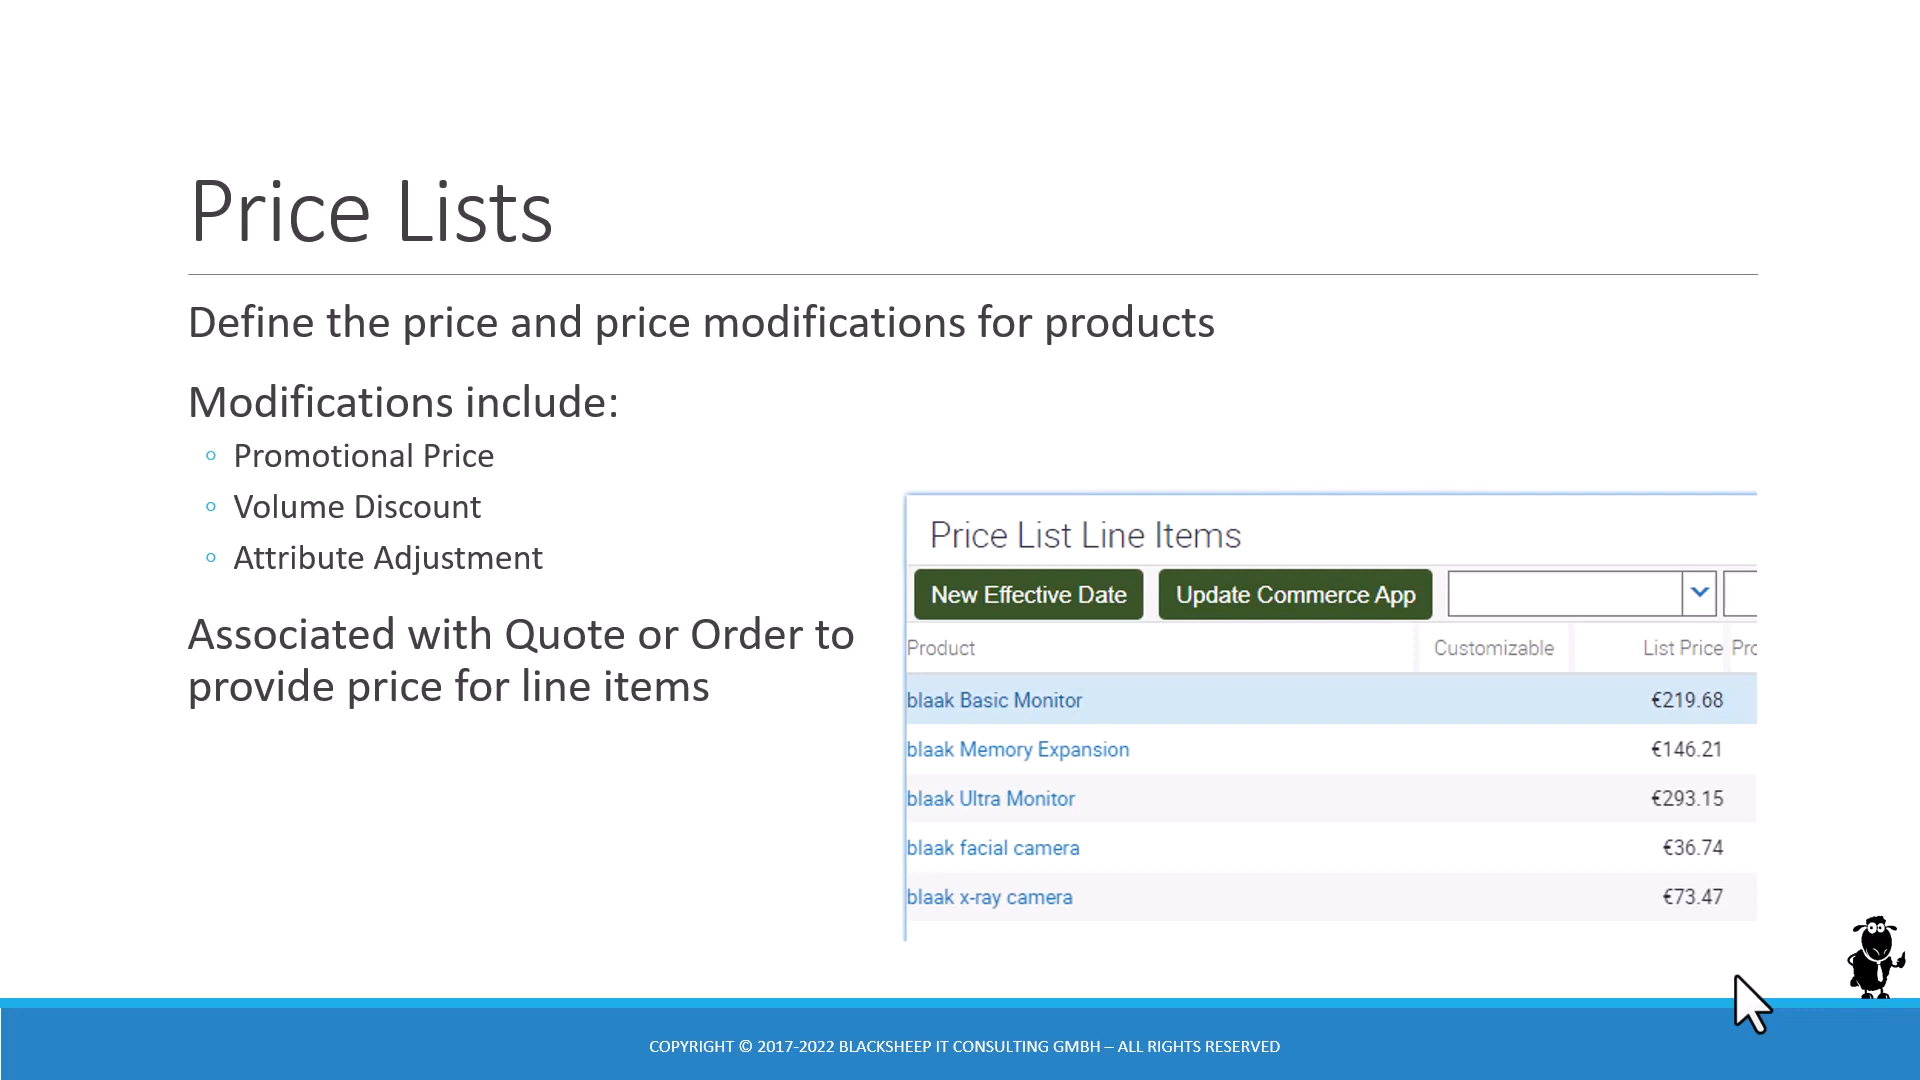 Price Lists
Define the price and price modifications for products
Modifications include:
Promotional Price
Volume Discount
Attribute Adjustment
Associated with Quote or Order to
provide price for line items
Price List Line Items
New Effective Date Update Commerce App
Product Customizable List Price Pro
blaak Basic Monitor €219.68
blaak Memory Expansion €146.21
blaak Ultra Monitor €293.15
blaak facial camera €36.74
blaak x-ray camera €73.47
COPYRIGHT © 2017-2022 BLACKSHEEP IT CONSULTING GMBH – ALL RIGHTS RESERVED